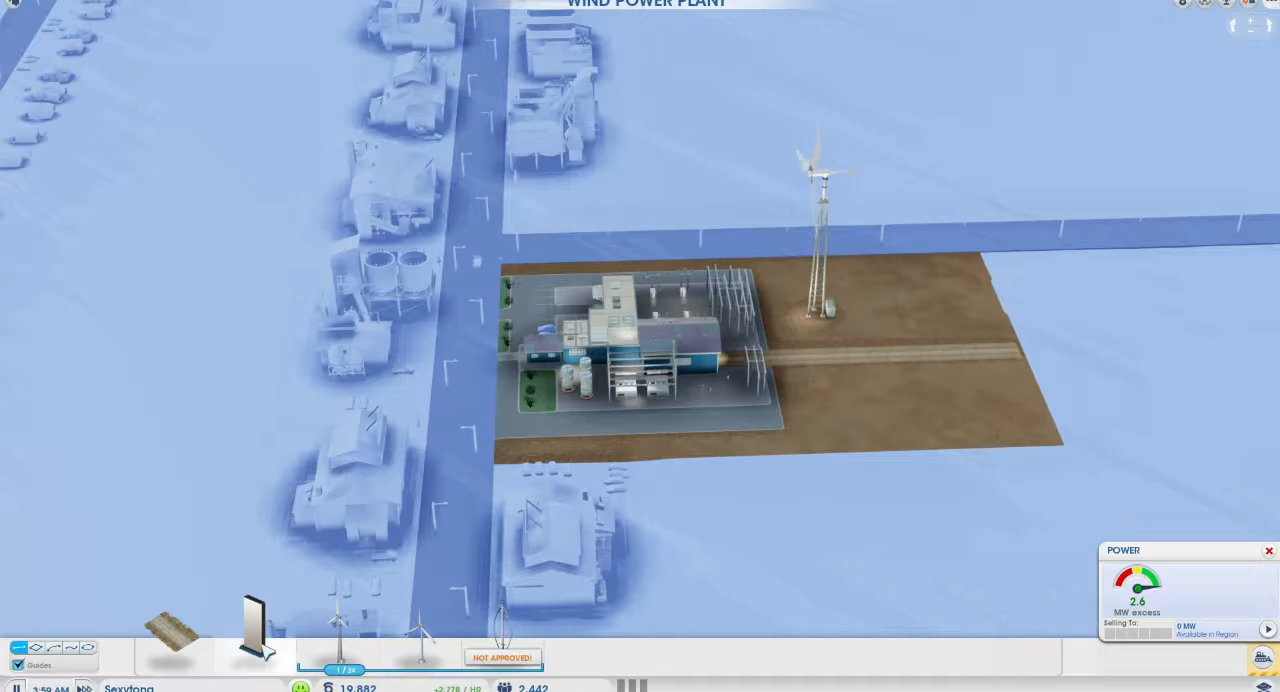 WIND POWER PLANT
POWER
2.6
MW excess
Selling To:
0 MW
Available in Region
Guides
1 / 24
NOT APPROVED!
3:59 AM
Sexytong
19,882
+2,778 / HR
2,442